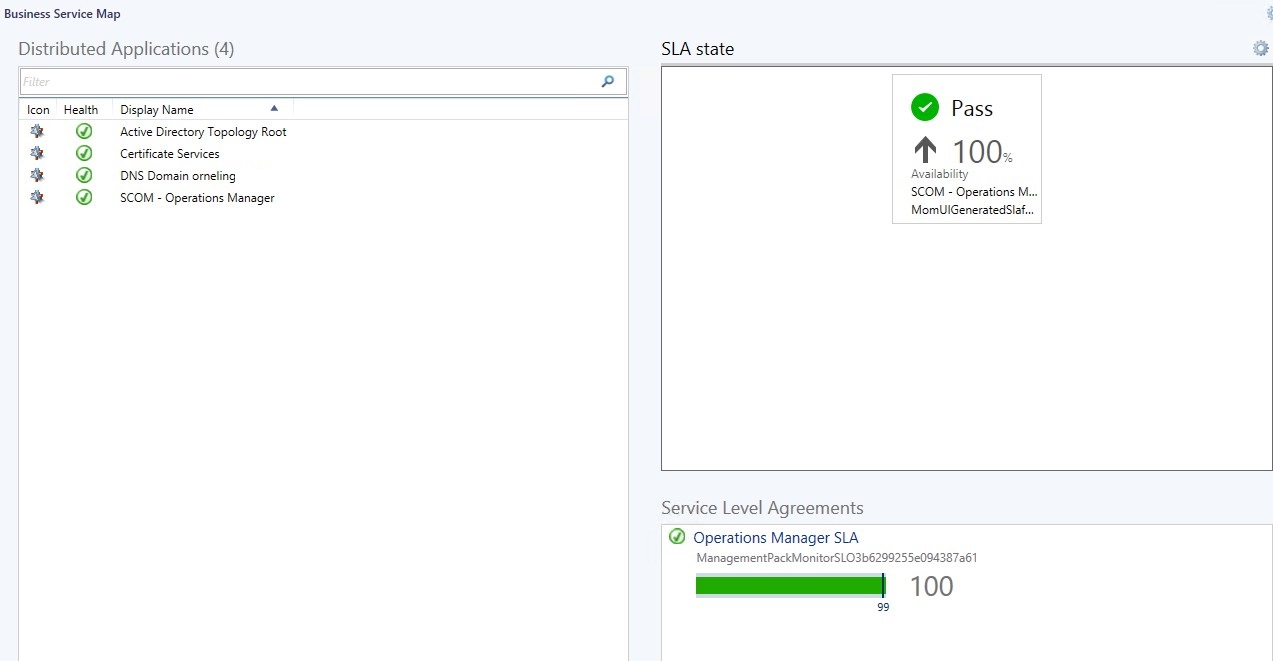 Business Service Map
Distributed Applications (4)
Filter
Icon Health Display Name
Active Directory Topology Root
Certificate Services
DNS Domain orneling
SCOM - Operations Manager
SLA state
Pass
100%
Availability
SCOM - Operations M...
MomUIGeneratedSlaf...
Service Level Agreements
Operations Manager SLA
ManagementPackMonitorSLO3b6299255e094387a61
100
99